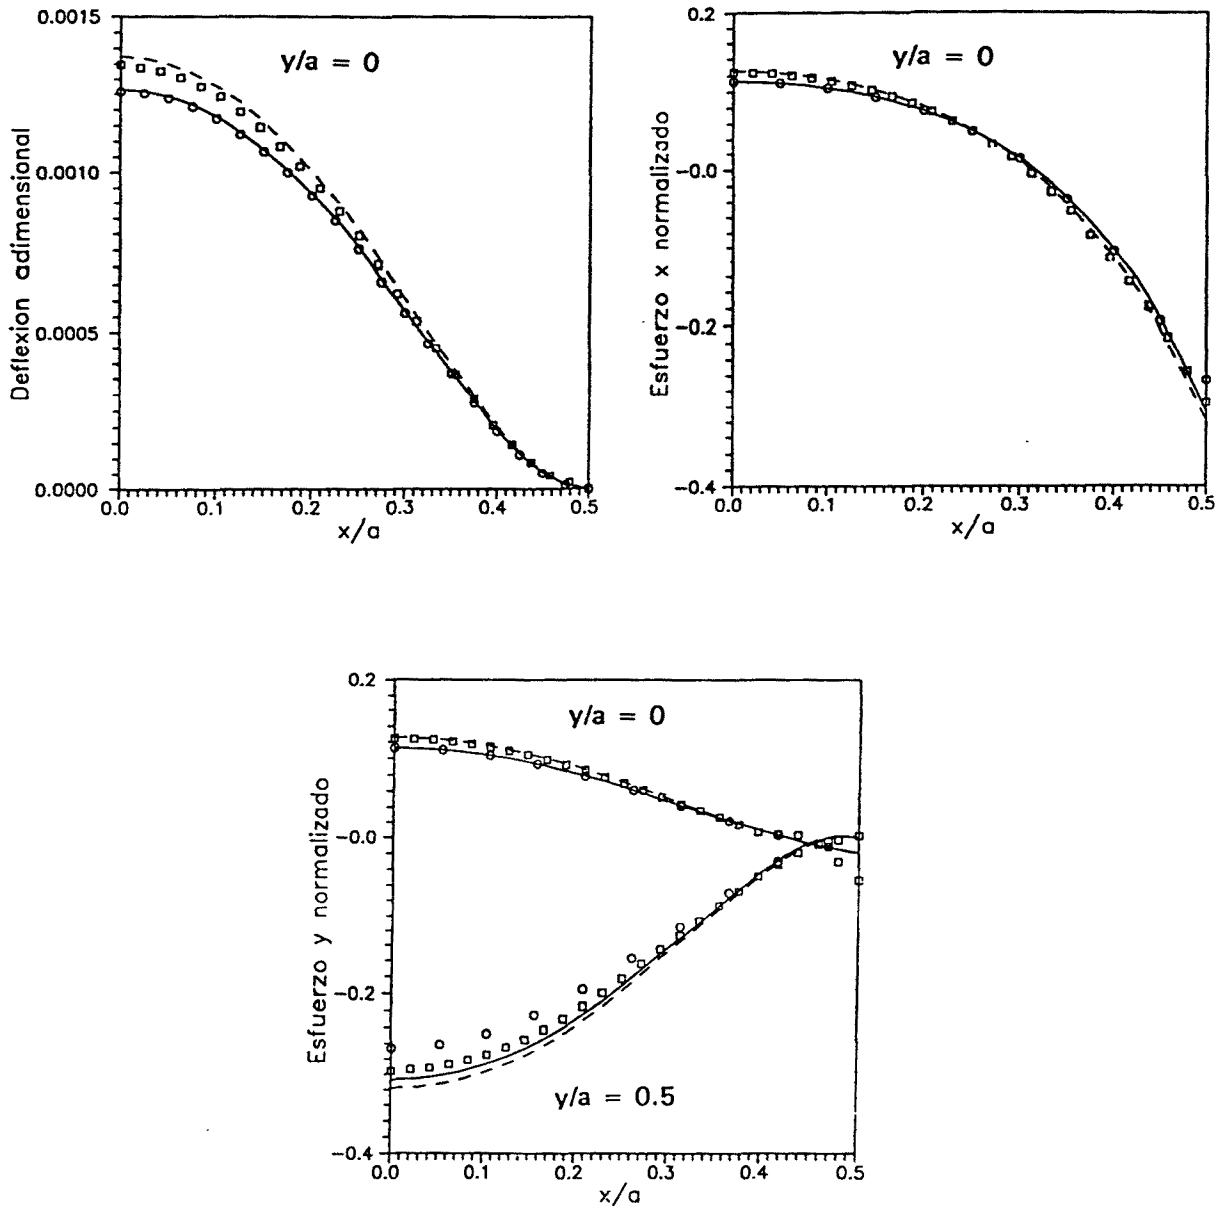 Deflexion adimensional
0.0015
0.0010
0.0005
0.0000
y/a = 0
0.0 0.1 0.2 0.3 0.4 0.5
x/a
Esfuerzo x normalizado
0.2
-0.0
-0.2
-0.4
y/a = 0
0.0 0.1 0.2 0.3 0.4 0.5
x/a
Esfuerzo y normalizado
0.2
-0.0
-0.2
-0.4
y/a = 0
y/a = 0.5
0.0 0.1 0.2 0.3 0.4 0.5
x/a